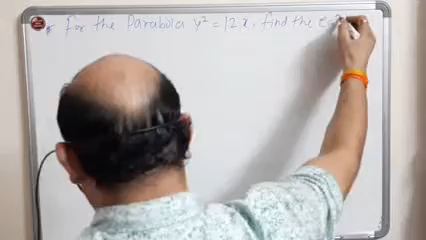 * For the Parabola y² = 12x, find the